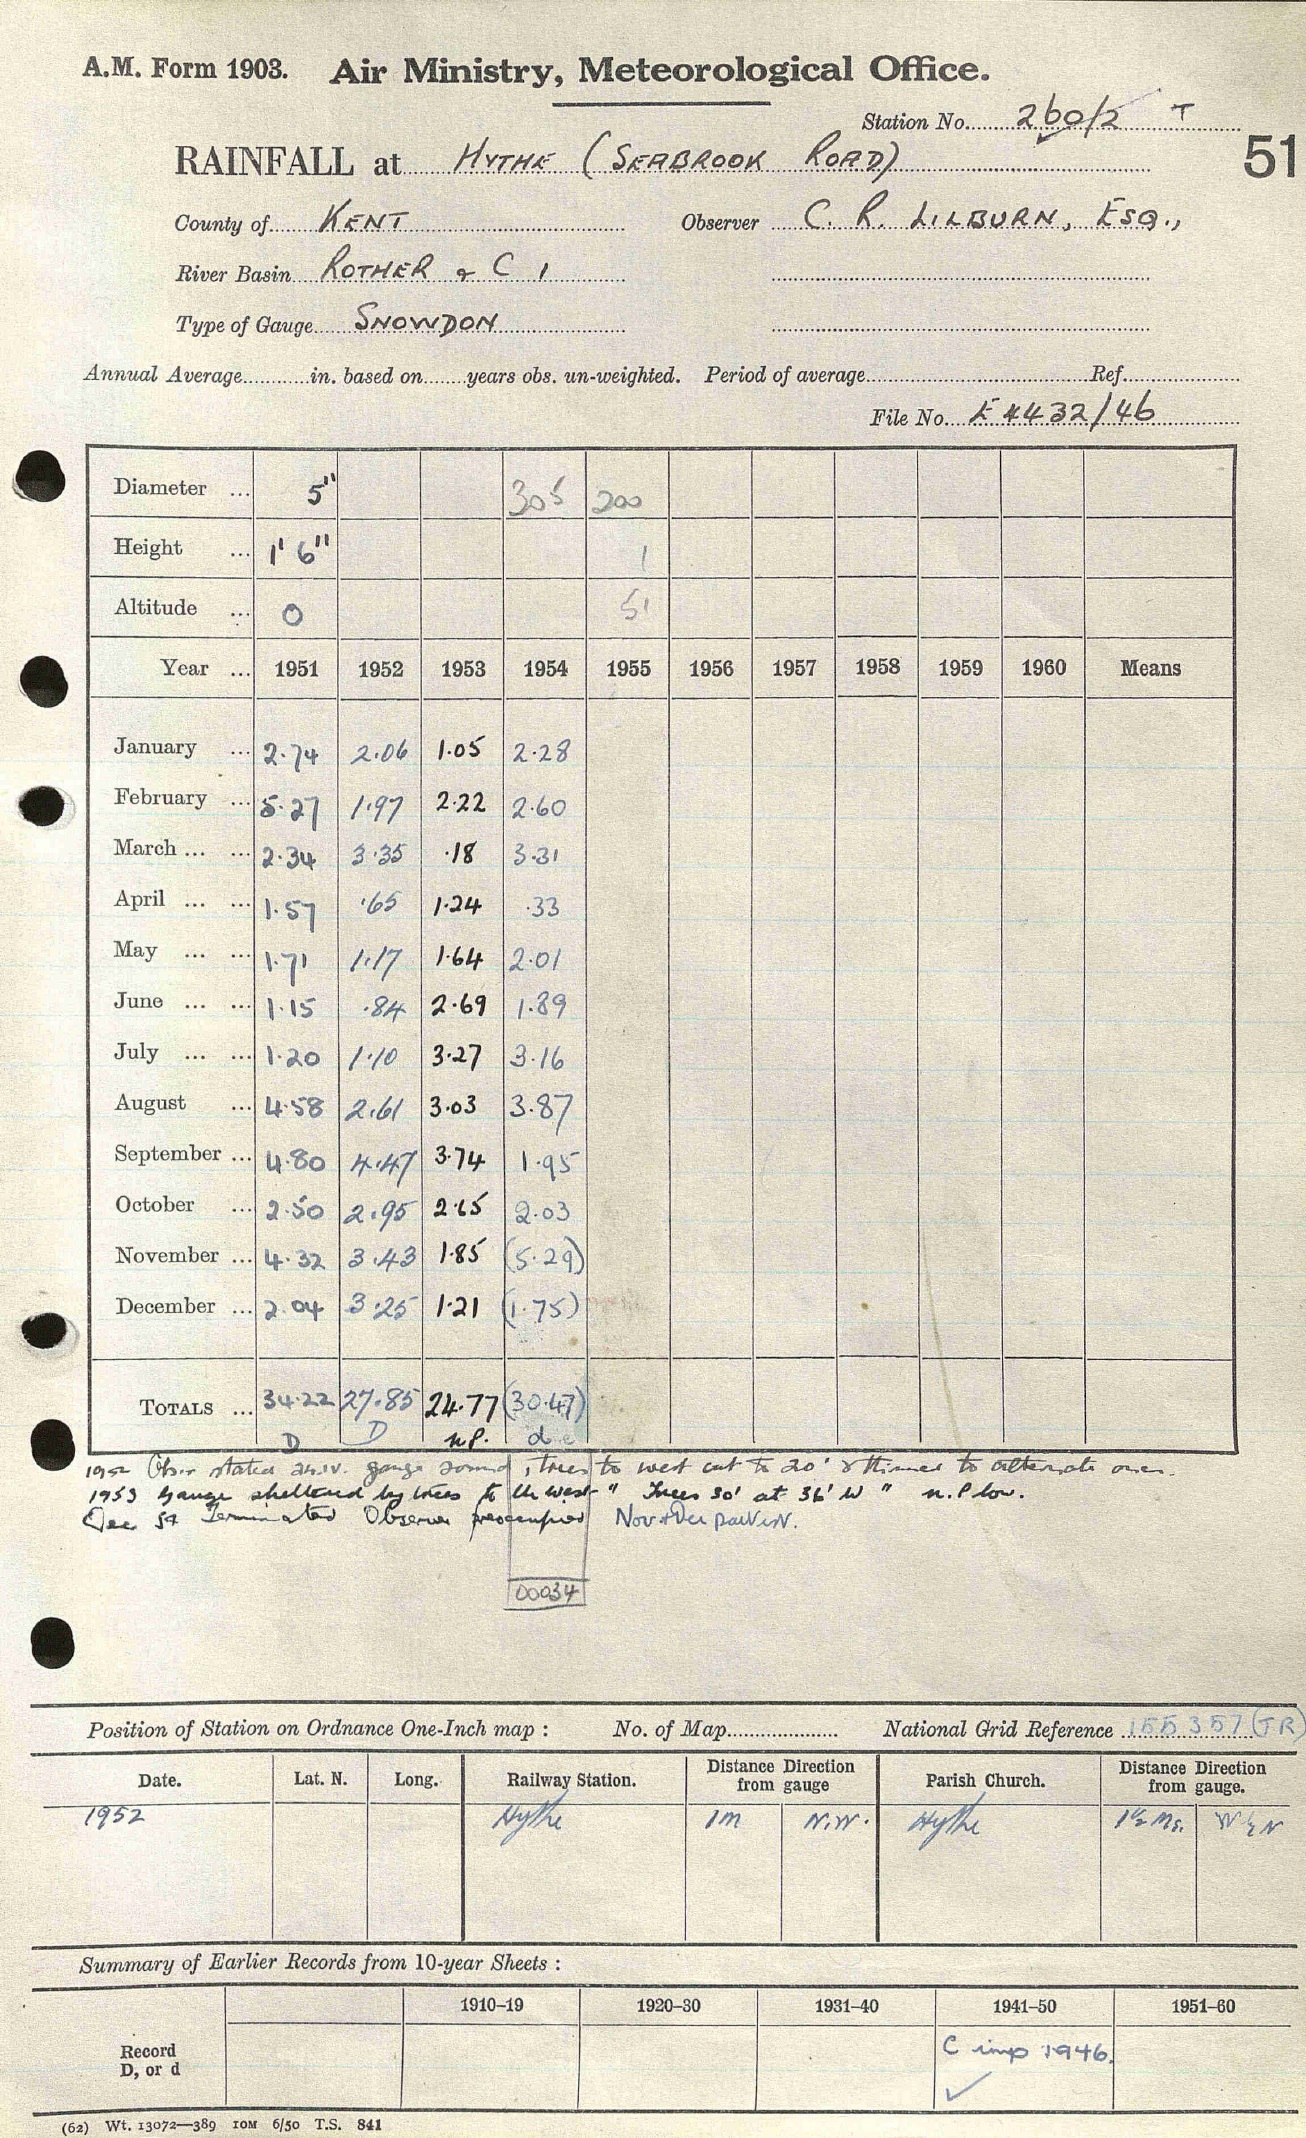 A.M. Form 1903. Air Ministry, Meteorological Office.
Station No. 260/2 T
RAINFALL at HYTHE (SEABROOK ROAD) 51
County of KENT Observer C. R. LILBURN, ESQ.,
River Basin ROTHER & C 1
Type of Gauge SNOWDON
Annual Average in. based on years obs. un-weighted. Period of average Ref.
File No. E4432/46
Diameter ... 5" 305 200
Height ... 1' 6" 1
Altitude ... 0 51
Year ... 1951 1952 1953 1954 1955 1956 1957 1958 1959 1960 Means
January ... 2.74 2.06 1.05 2.28
February ... 5.27 1.97 2.22 2.60
March ... ... 2.34 3.35 .18 3.31
April ... ... 1.57 .65 1.24 .33
May ... ... 1.71 1.17 1.64 2.01
June ... ... 1.15 .84 2.69 1.89
July ... ... 1.20 1.10 3.27 3.16
August ... 4.58 2.61 3.03 3.87
September ... 4.80 4.47 3.74 1.95
October ... 2.50 2.95 2.65 2.03
November ... 4.32 3.43 1.85 (5.29)
December ... 2.04 3.25 1.21 (1.75)
TOTALS ... 34.22 27.85 24.77 (30.47)
D D n.p. d
1952 Obsr stated gauge sound, trees to west cut to 20' & thinned to alternate ones.
1953 Gauge sheltered by trees to the west " Trees 30' at 36' W " n.P low.
Dec 54 Terminated Observer preoccupied Nov + Dec
00034
Position of Station on Ordnance One-Inch map : No. of Map National Grid Reference 155357 (TR)
Date. Lat. N. Long. Railway Station. Distance Direction from gauge Parish Church. Distance Direction from gauge.
1952 Hythe 1m N.W. Hythe 1½ Ms. W by N
Summary of Earlier Records from 10-year Sheets :
1910–19 1920–30 1931–40 1941–50 1951–60
Record D, or d C imp 1946.
(62) Wt. 13072—389 10M 6/50 T.S. 841